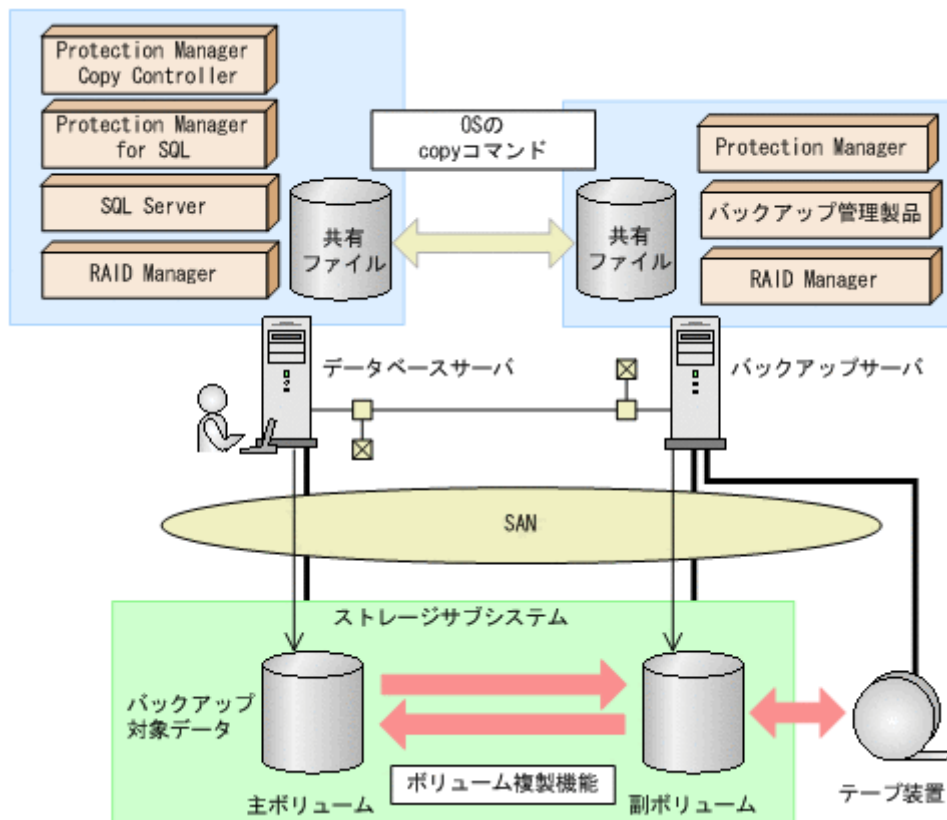 Protection Manager
Copy Controller
Protection Manager
for SQL
SQL Server
RAID Manager
共有
ファイル
OSの
copyコマンド
共有
ファイル
Protection Manager
バックアップ管理製品
RAID Manager
データベースサーバ
バックアップサーバ
SAN
ストレージサブシステム
バックアップ
対象データ
ボリューム複製機能
主ボリューム
副ボリューム
テープ装置